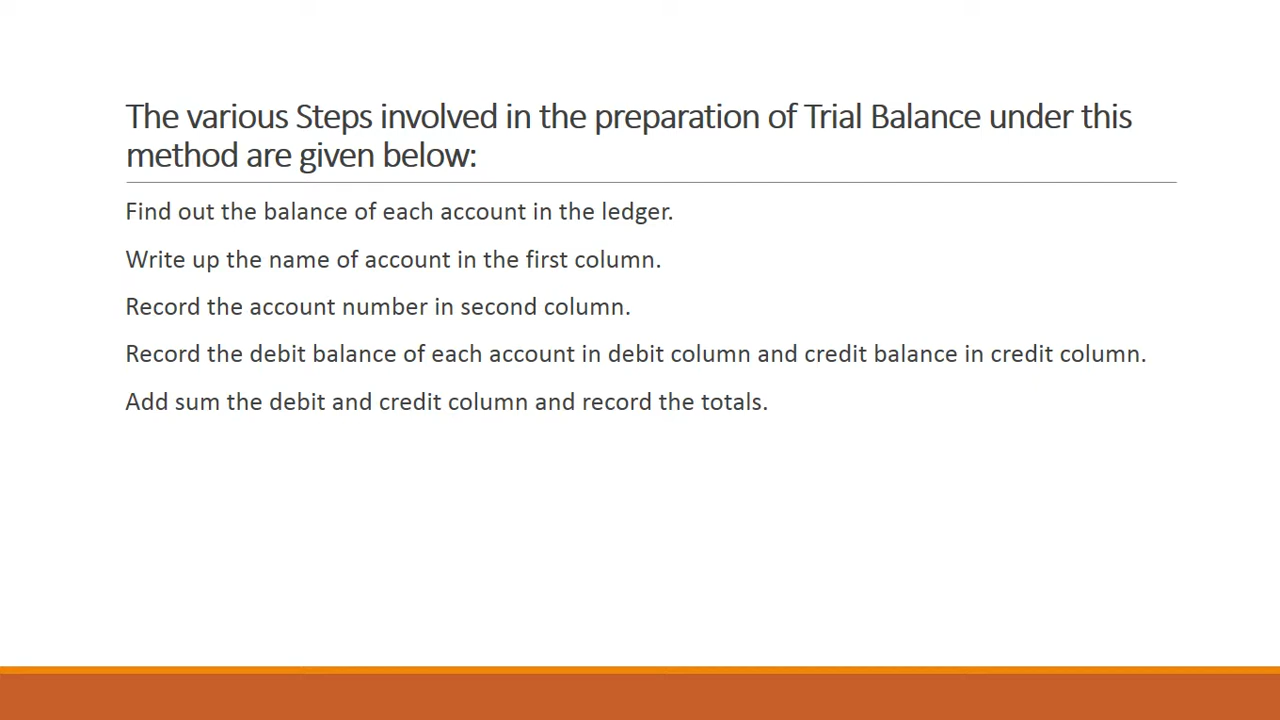 The various Steps involved in the preparation of Trial Balance under this
method are given below:
Find out the balance of each account in the ledger.
Write up the name of account in the first column.
Record the account number in second column.
Record the debit balance of each account in debit column and credit balance in credit column.
Add sum the debit and credit column and record the totals.